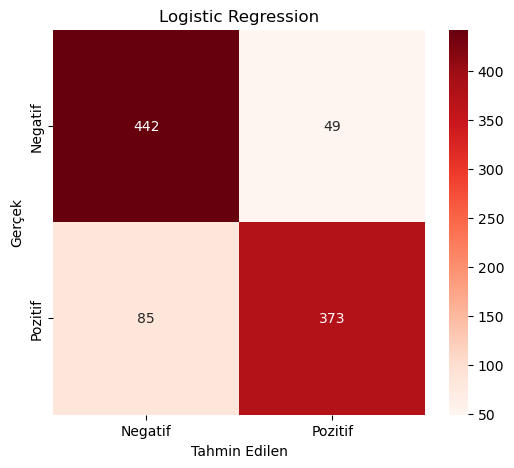 Logistic Regression
Gerçek
Negatif
Pozitif
442
49
85
373
Negatif
Pozitif
Tahmin Edilen
400
350
300
250
200
150
100
50